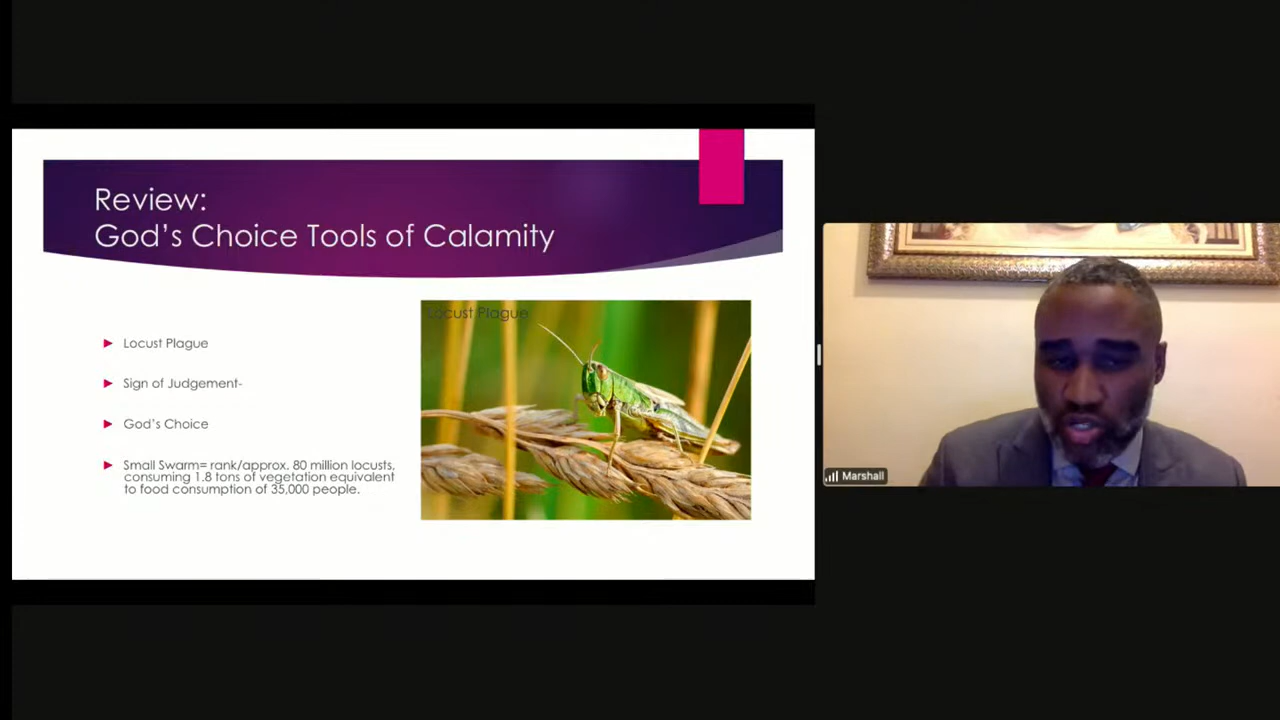 Review:
God's Choice Tools of Calamity
Locust Plague
Locust Plague
Sign of Judgement-
God's Choice
Small Swarm= rank/approx. 80 million locusts,
consuming 1.8 tons of vegetation equivalent
to food consumption of 35,000 people.
Marshall